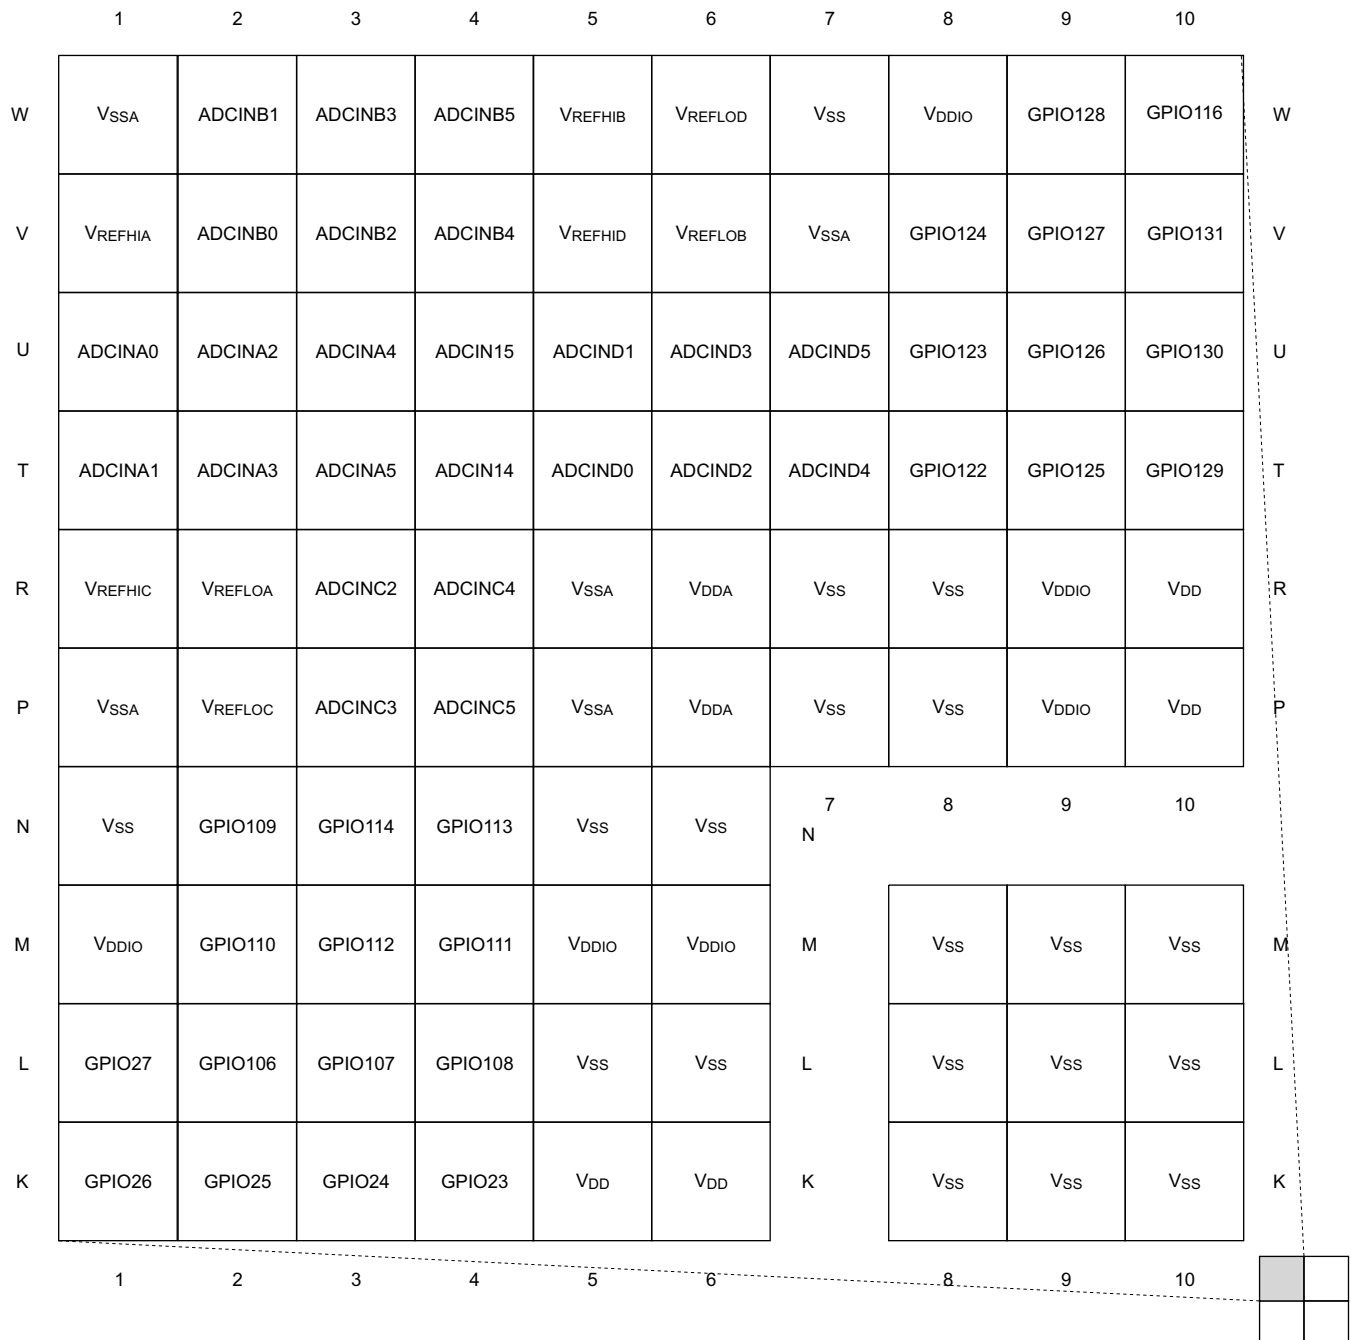 1 2 3 4 5 6 7 8 9 10
W VSSA ADCINB1 ADCINB3 ADCINB5 VREFHIB VREFLOD VSS VDDIO GPIO128 GPIO116 W
V VREFHIA ADCINB0 ADCINB2 ADCINB4 VREFHID VREFLOB VSSA GPIO124 GPIO127 GPIO131 V
U ADCINA0 ADCINA2 ADCINA4 ADCIN15 ADCIND1 ADCIND3 ADCIND5 GPIO123 GPIO126 GPIO130 U
T ADCINA1 ADCINA3 ADCINA5 ADCIN14 ADCIND0 ADCIND2 ADCIND4 GPIO122 GPIO125 GPIO129 T
R VREFHIC VREFLOA ADCINC2 ADCINC4 VSSA VDDA VSS VSS VDDIO VDD R
P VSSA VREFLOC ADCINC3 ADCINC5 VSSA VDDA VSS VSS VDDIO VDD P
7 8 9 10
N VSS GPIO109 GPIO114 GPIO113 VSS VSS N
M VDDIO GPIO110 GPIO112 GPIO111 VDDIO VDDIO M VSS VSS VSS M
L GPIO27 GPIO106 GPIO107 GPIO108 VSS VSS L VSS VSS VSS L
K GPIO26 GPIO25 GPIO24 GPIO23 VDD VDD K VSS VSS VSS K
1 2 3 4 5 6 8 9 10